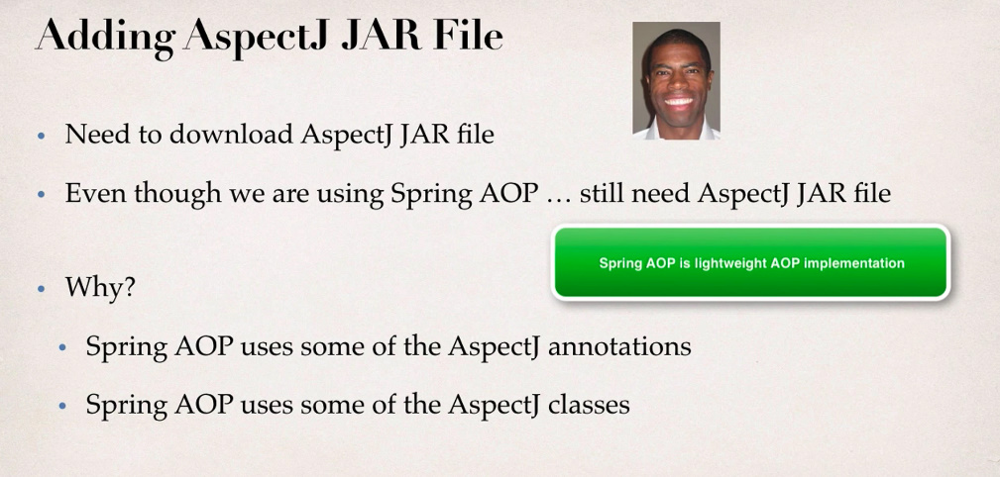 Adding AspectJ JAR File
Need to download AspectJ JAR file
Even though we are using Spring AOP … still need AspectJ JAR file
Spring AOP is lightweight AOP implementation
Why?
Spring AOP uses some of the AspectJ annotations
Spring AOP uses some of the AspectJ classes